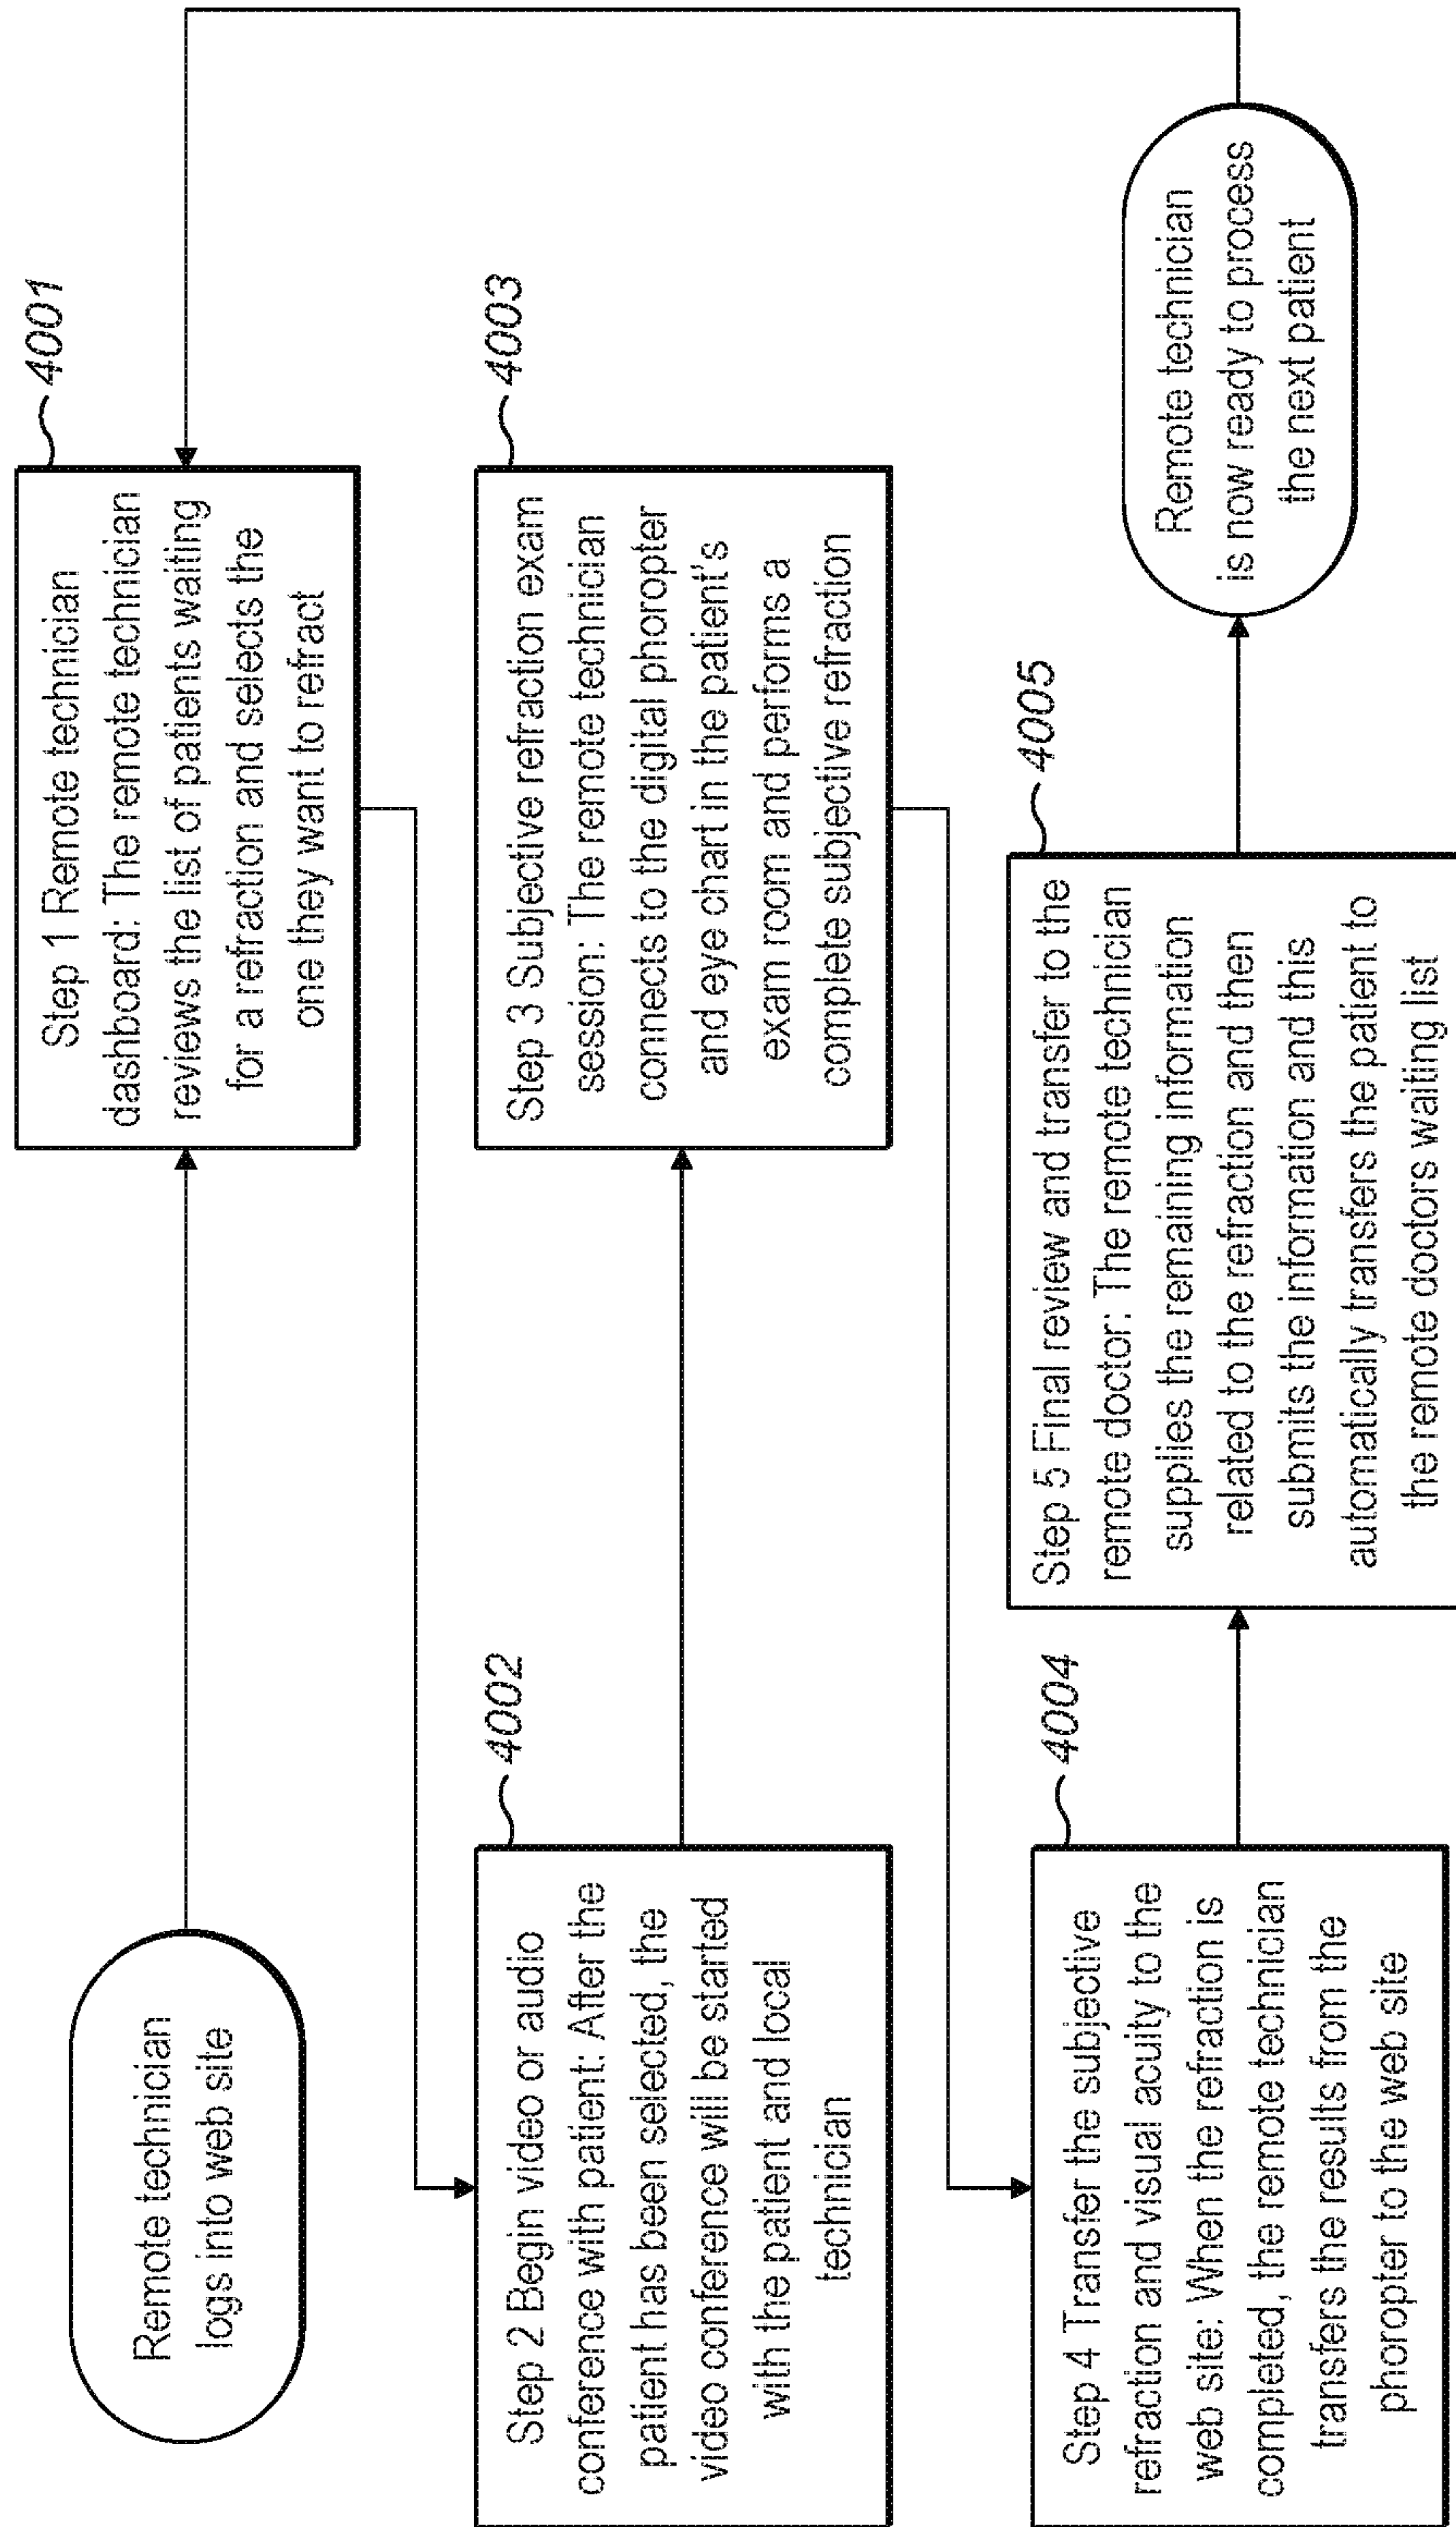 Remote technician
logs into web site
4001
Step 1 Remote technician
dashboard: The remote technician
reviews the list of patients waiting
for a refraction and selects the
one they want to refract
4002
Step 2 Begin video or audio
conference with patient: After the
patient has been selected, the
video conference will be started
with the patient and local
technician
4003
Step 3 Subjective refraction exam
session: The remote technician
connects to the digital phoropter
and eye chart in the patient's
exam room and performs a
complete subjective refraction
4004
Step 4 Transfer the subjective
refraction and visual acuity to the
web site: When the refraction is
completed, the remote technician
transfers the results from the
phoropter to the web site
4005
Step 5 Final review and transfer to the
remote doctor: The remote technician
supplies the remaining information
related to the refraction and then
submits the information and this
automatically transfers the patient to
the remote doctors waiting list
Remote technician
is now ready to process
the next patient